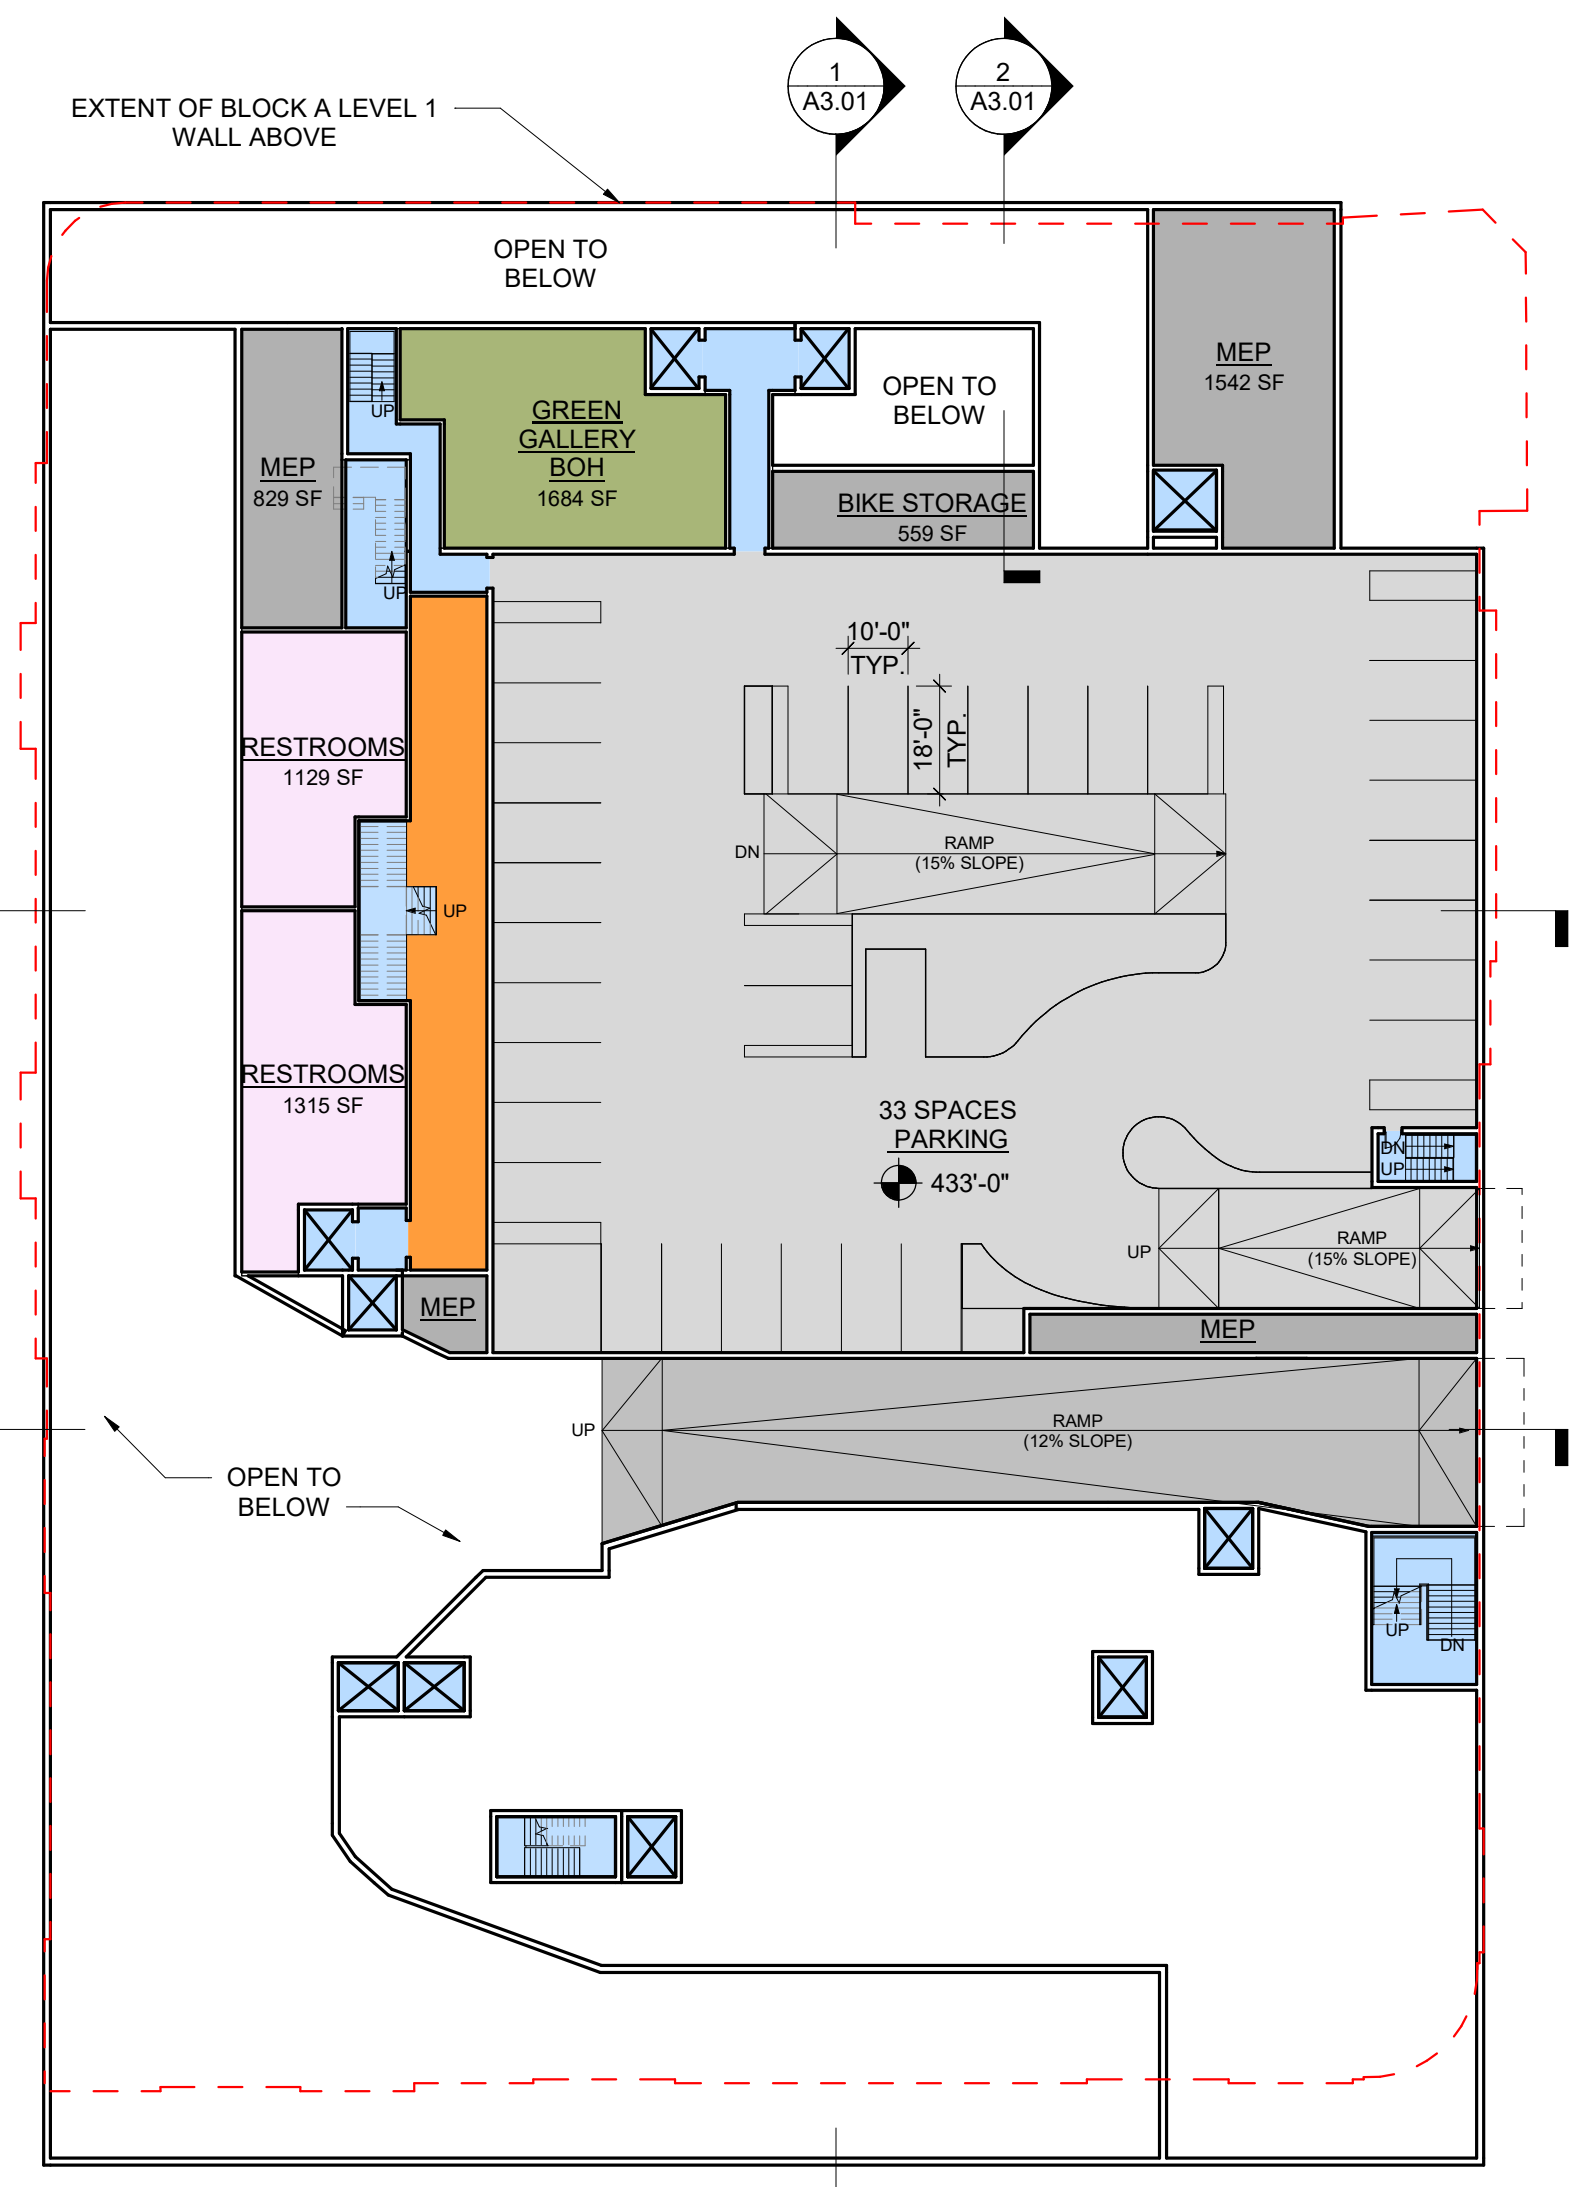 1
A3.01
2
A3.01
EXTENT OF BLOCK A LEVEL 1
WALL ABOVE
OPEN TO
BELOW
MEP
1542 SF
OPEN TO
BELOW
UP
GREEN
GALLERY
BOH
1684 SF
MEP
829 SF
BIKE STORAGE
559 SF
UP
10'-0"
TYP.
18'-0"
TYP.
RESTROOMS
1129 SF
DN
RAMP
(15% SLOPE)
UP
RESTROOMS
1315 SF
33 SPACES
PARKING
433'-0"
DN
UP
UP
RAMP
(15% SLOPE)
MEP
MEP
UP
RAMP
(12% SLOPE)
OPEN TO
BELOW
UP
DN